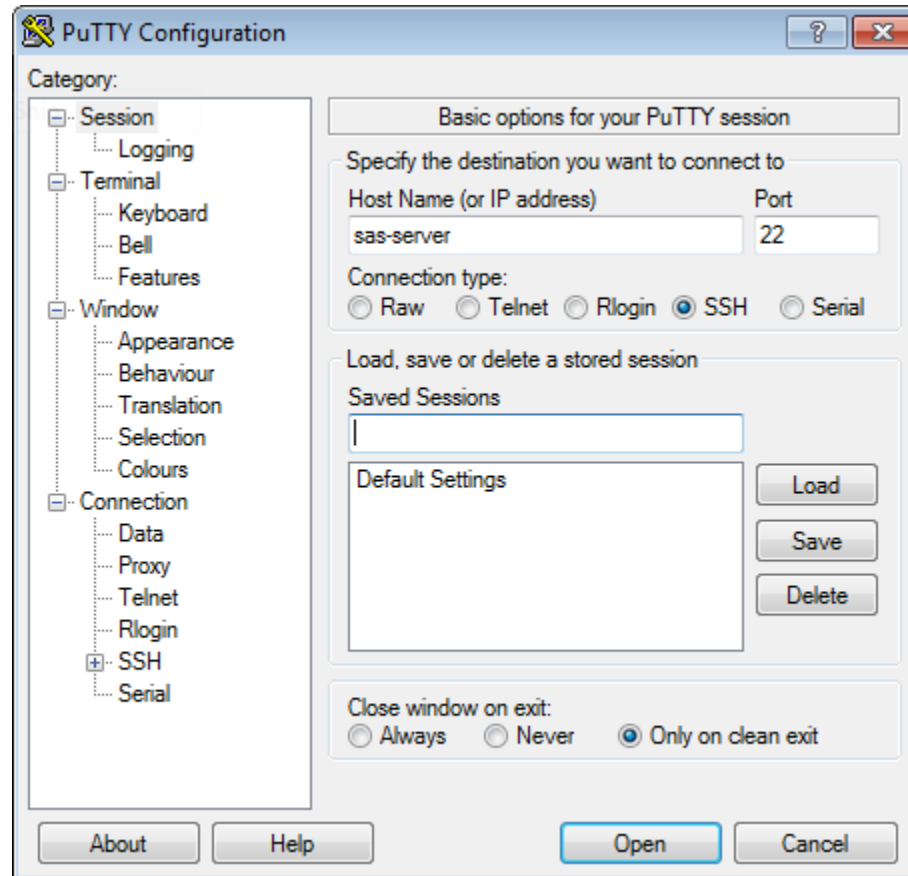 PuTTY Configuration
Category:
Session
Logging
Terminal
Keyboard
Bell
Features
Window
Appearance
Behaviour
Translation
Selection
Colours
Connection
Data
Proxy
Telnet
Rlogin
SSH
Serial
Basic options for your PuTTY session
Specify the destination you want to connect to
Host Name (or IP address) Port
sas-server 22
Connection type:
Raw Telnet Rlogin SSH Serial
Load, save or delete a stored session
Saved Sessions
Default Settings
Load
Save
Delete
Close window on exit:
Always Never Only on clean exit
About Help Open Cancel